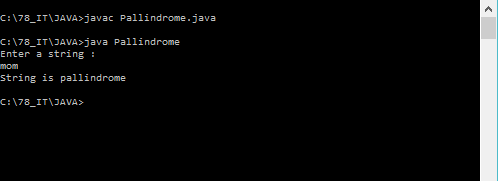 C:\78_IT\JAVA>javac Pallindrome.java
C:\78_IT\JAVA>java Pallindrome
Enter a string :
mom
String is pallindrome
C:\78_IT\JAVA>